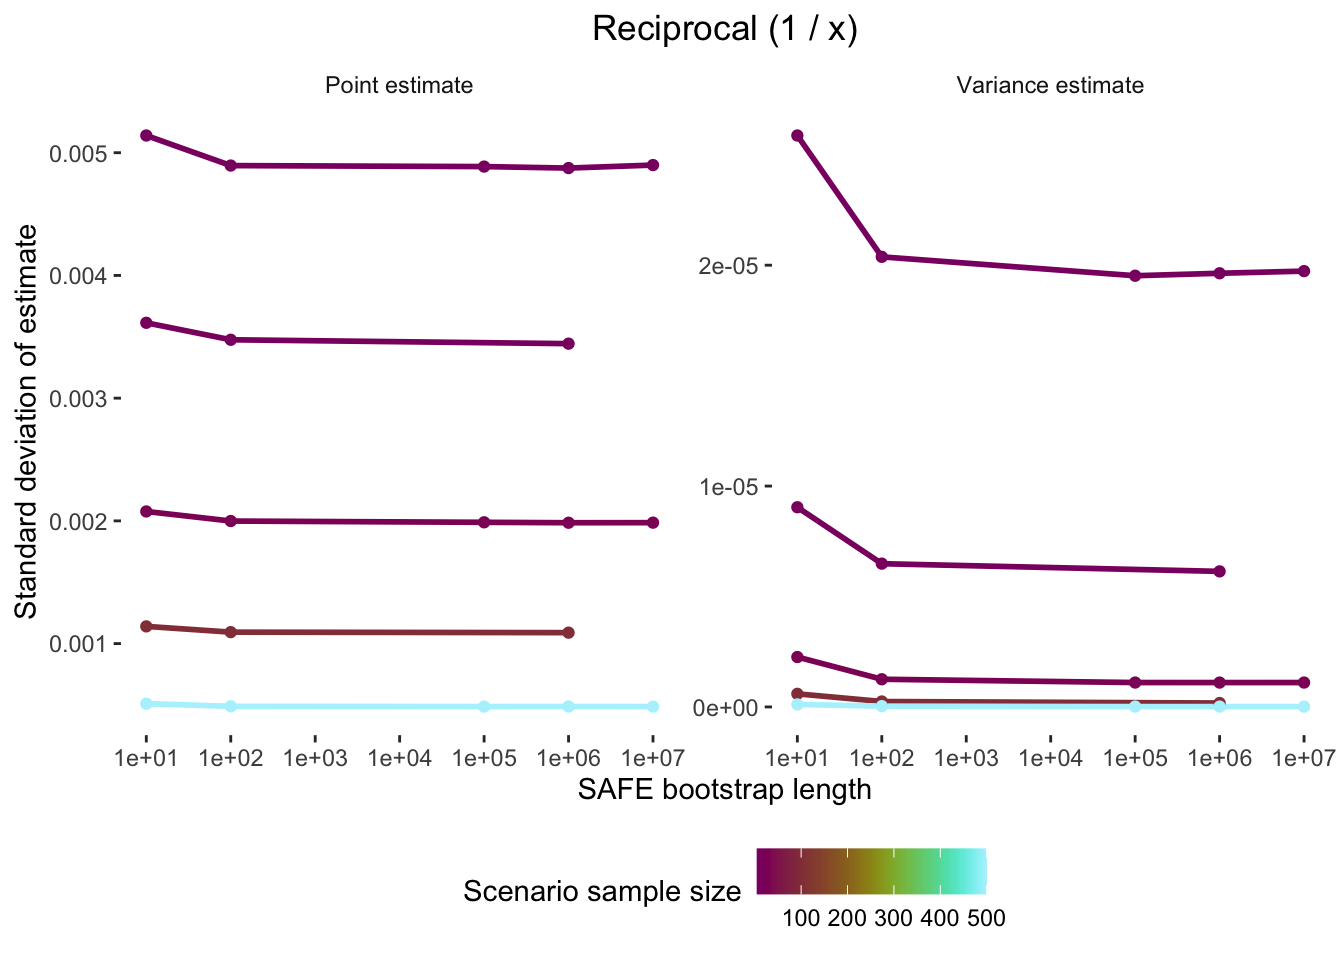 Reciprocal (1 / x)
Point estimate
Variance estimate
Standard deviation of estimate
0.005
0.004
0.003
0.002
0.001
2e-05
1e-05
0e+00
1e+01 1e+02 1e+03 1e+04 1e+05 1e+06 1e+07
1e+01 1e+02 1e+03 1e+04 1e+05 1e+06 1e+07
SAFE bootstrap length
Scenario sample size
100 200 300 400 500